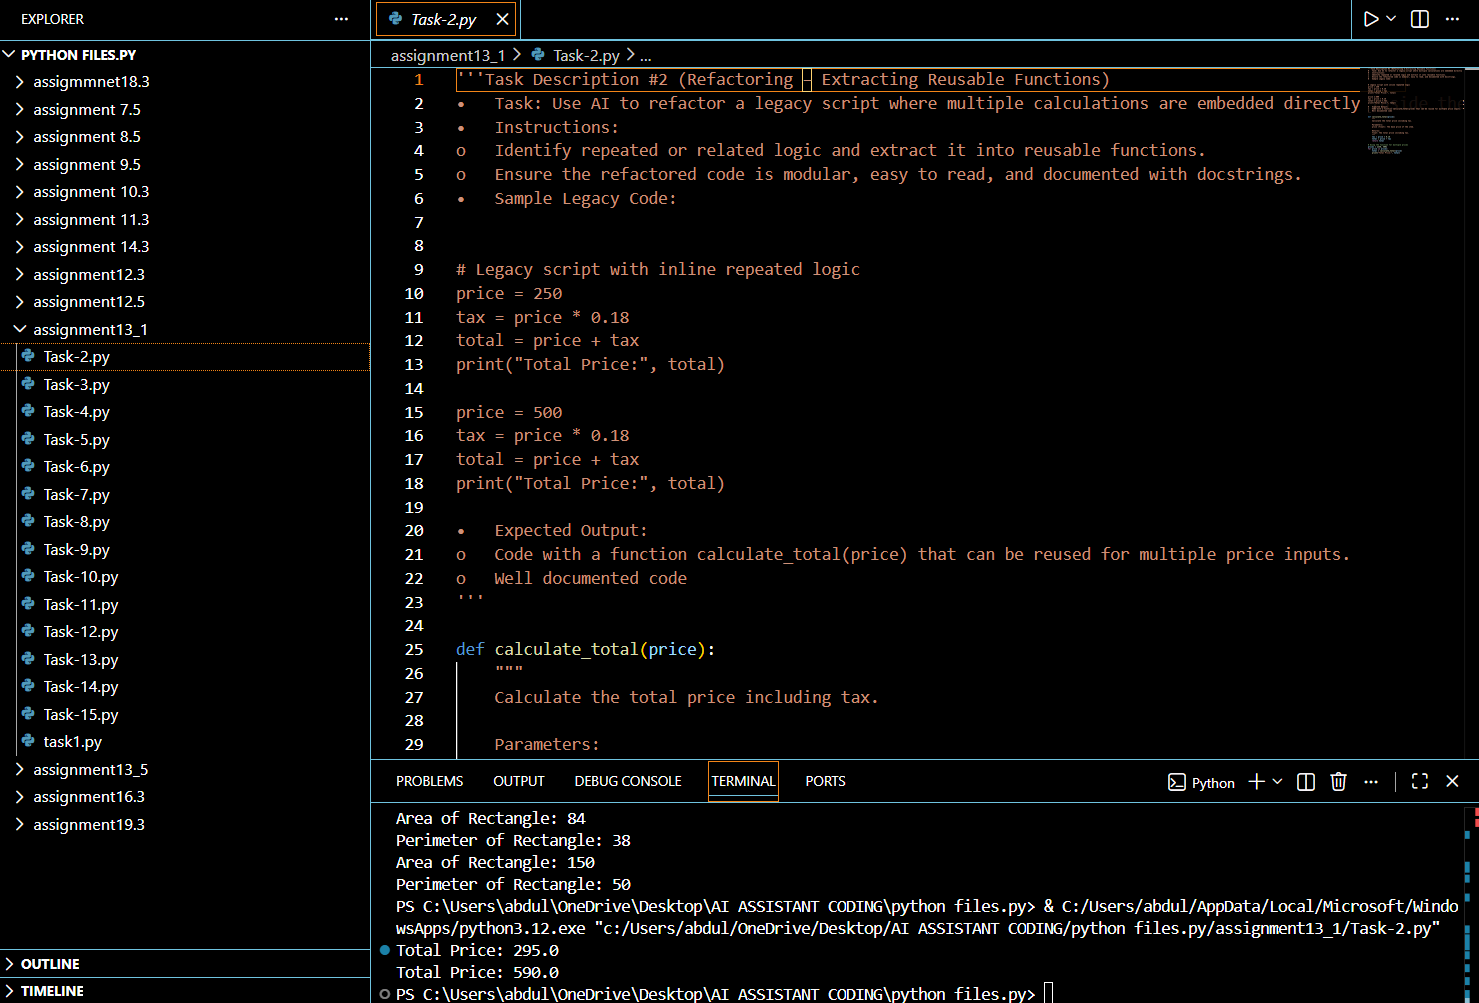 EXPLORER
PYTHON FILES.PY
assigmmnet18.3
assignment 7.5
assignment 8.5
assignment 9.5
assignment 10.3
assignment 11.3
assignment 14.3
assignment12.3
assignment12.5
assignment13_1
Task-2.py
Task-3.py
Task-4.py
Task-5.py
Task-6.py
Task-7.py
Task-8.py
Task-9.py
Task-10.py
Task-11.py
Task-12.py
Task-13.py
Task-14.py
Task-15.py
task1.py
assignment13_5
assignment16.3
assignment19.3
OUTLINE
TIMELINE
Task-2.py
assignment13_1 > Task-2.py > ...
1 '''Task Description #2 (Refactoring – Extracting Reusable Functions)
2 • Task: Use AI to refactor a legacy script where multiple calculations are embedded directly
3 • Instructions:
4 o Identify repeated or related logic and extract it into reusable functions.
5 o Ensure the refactored code is modular, easy to read, and documented with docstrings.
6 • Sample Legacy Code:
7
8
9 # Legacy script with inline repeated logic
10 price = 250
11 tax = price * 0.18
12 total = price + tax
13 print("Total Price:", total)
14
15 price = 500
16 tax = price * 0.18
17 total = price + tax
18 print("Total Price:", total)
19
20 • Expected Output:
21 o Code with a function calculate_total(price) that can be reused for multiple price inputs.
22 o Well documented code
23 '''
24
25 def calculate_total(price):
26 """
27 Calculate the total price including tax.
28
29 Parameters:
PROBLEMS OUTPUT DEBUG CONSOLE TERMINAL PORTS Python
Area of Rectangle: 84
Perimeter of Rectangle: 38
Area of Rectangle: 150
Perimeter of Rectangle: 50
PS C:\Users\abdul\OneDrive\Desktop\AI ASSISTANT CODING\python files.py> & C:/Users/abdul/AppData/Local/Microsoft/Windo
wsApps/python3.12.exe "c:/Users/abdul/OneDrive/Desktop/AI ASSISTANT CODING/python files.py/assignment13_1/Task-2.py"
Total Price: 295.0
Total Price: 590.0
PS C:\Users\abdul\OneDrive\Desktop\AI ASSISTANT CODING\python files.py>